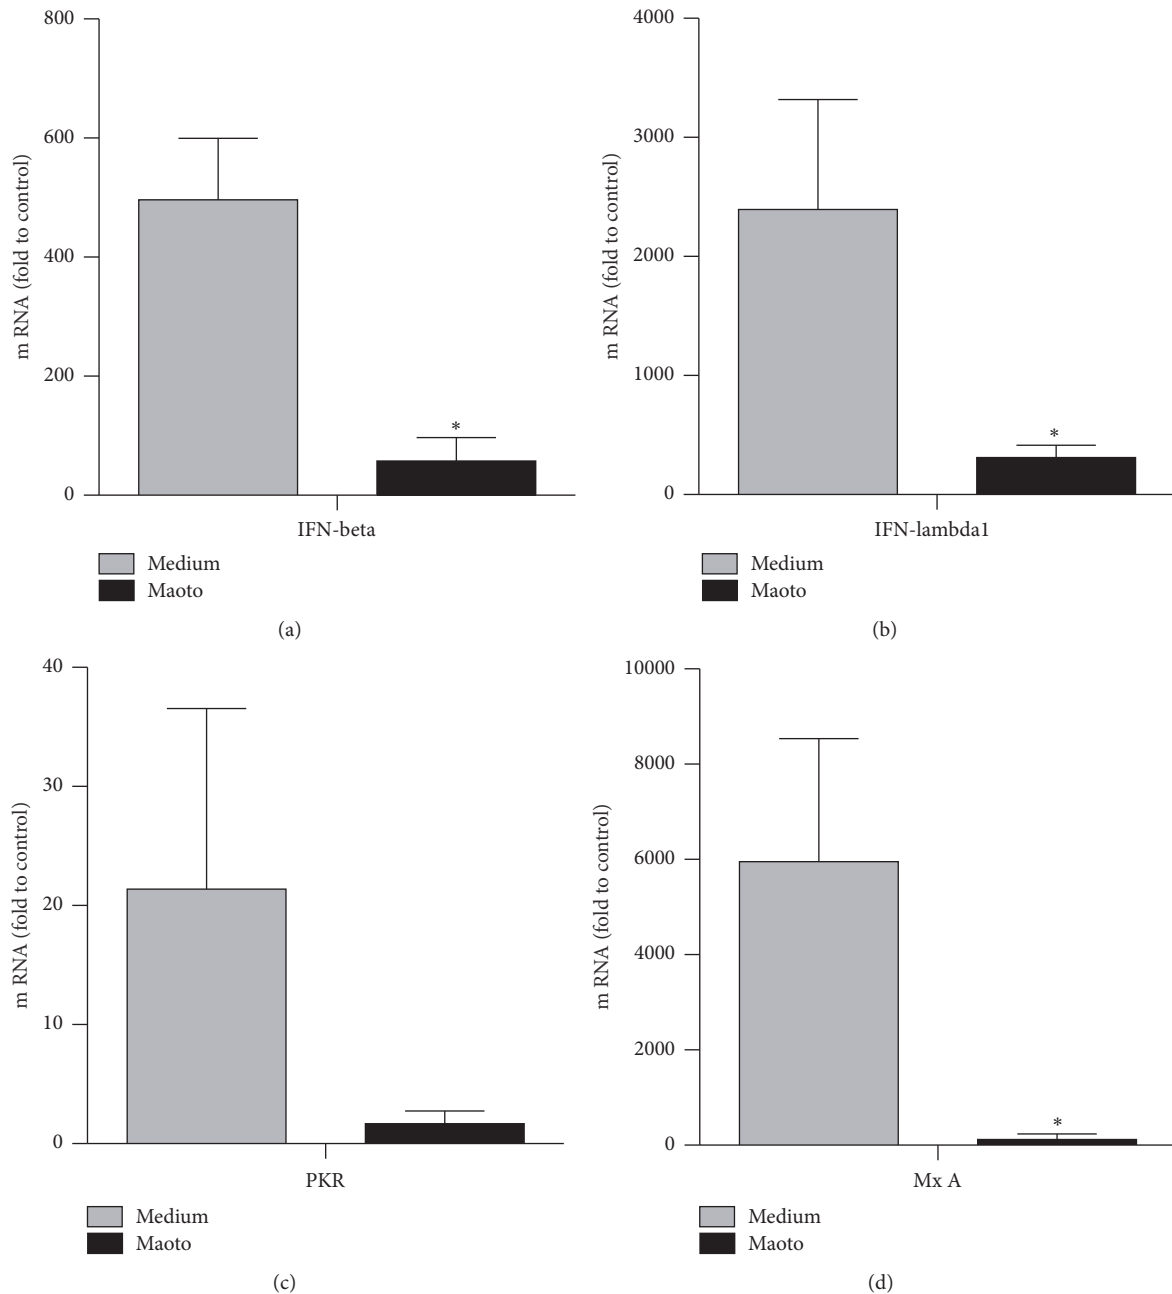 800
600
400
200
0
m RNA (fold to control)
*
IFN-beta
Medium
Maoto
(a)
4000
3000
2000
1000
0
m RNA (fold to control)
*
IFN-lambda1
Medium
Maoto
(b)
40
30
20
10
0
m RNA (fold to control)
PKR
Medium
Maoto
(c)
10000
8000
6000
4000
2000
0
m RNA (fold to control)
*
Mx A
Medium
Maoto
(d)